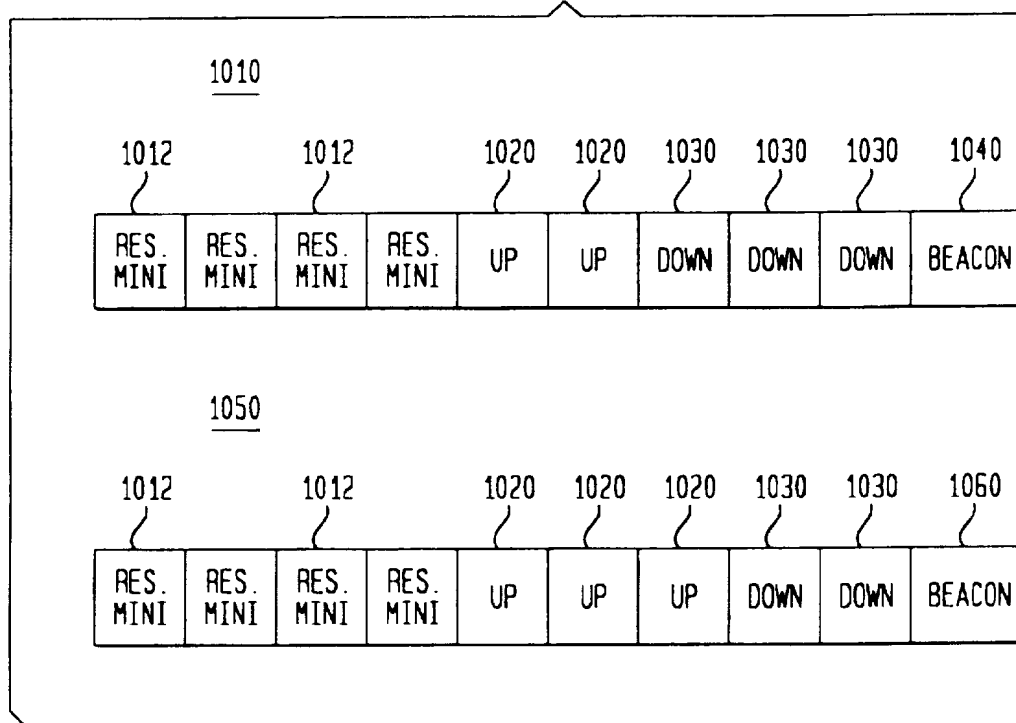 1010
1012 1012 1020 1020 1030 1030 1030 1040
RES. MINI RES. MINI RES. MINI RES. MINI UP UP DOWN DOWN DOWN BEACON
1050
1012 1012 1020 1020 1020 1030 1030 1060
RES. MINI RES. MINI RES. MINI RES. MINI UP UP UP DOWN DOWN BEACON